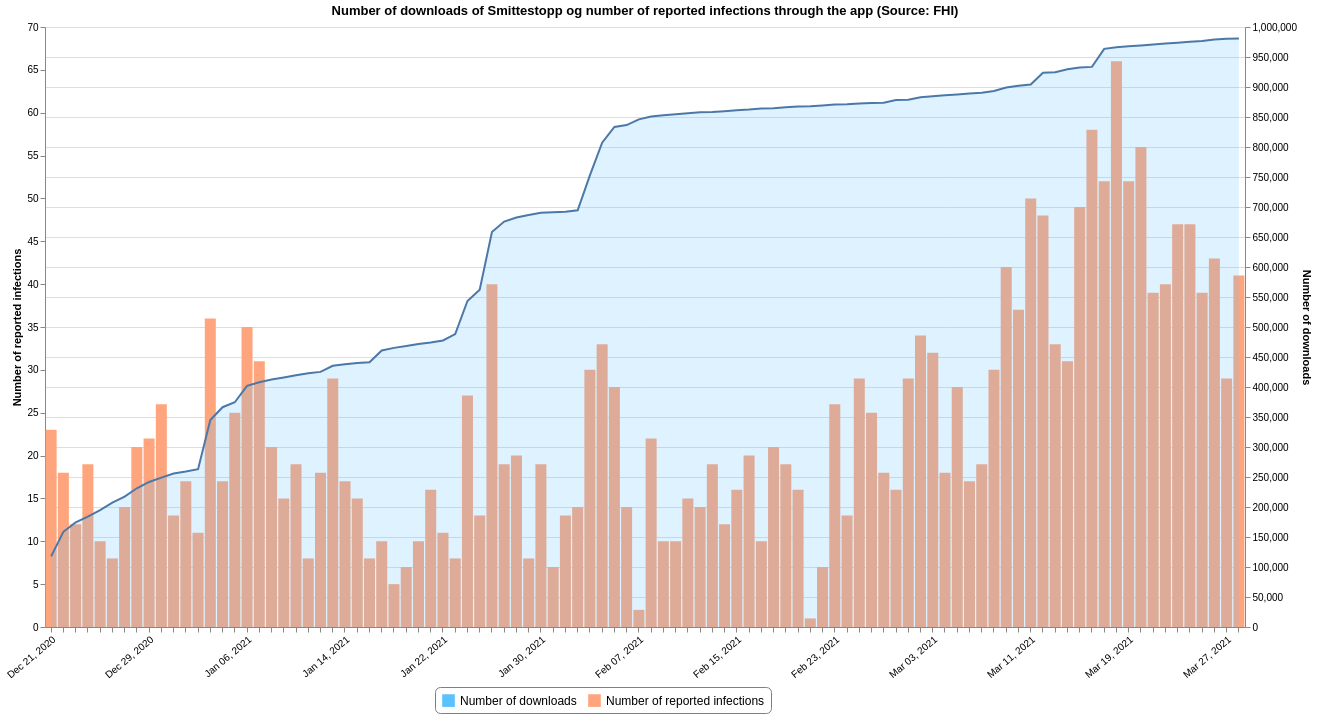 Number of downloads of Smittestopp og number of reported infections through the app (Source: FHI)
70
65
60
55
50
45
40
35
30
25
20
15
10
5
0
Number of reported infections
1,000,000
950,000
900,000
850,000
800,000
750,000
700,000
650,000
600,000
550,000
500,000
450,000
400,000
350,000
300,000
250,000
200,000
150,000
100,000
50,000
0
Number of downloads
Dec 21, 2020
Dec 29, 2020
Jan 06, 2021
Jan 14, 2021
Jan 22, 2021
Jan 30, 2021
Feb 07, 2021
Feb 15, 2021
Feb 23, 2021
Mar 03, 2021
Mar 11, 2021
Mar 19, 2021
Mar 27, 2021
Number of downloads
Number of reported infections